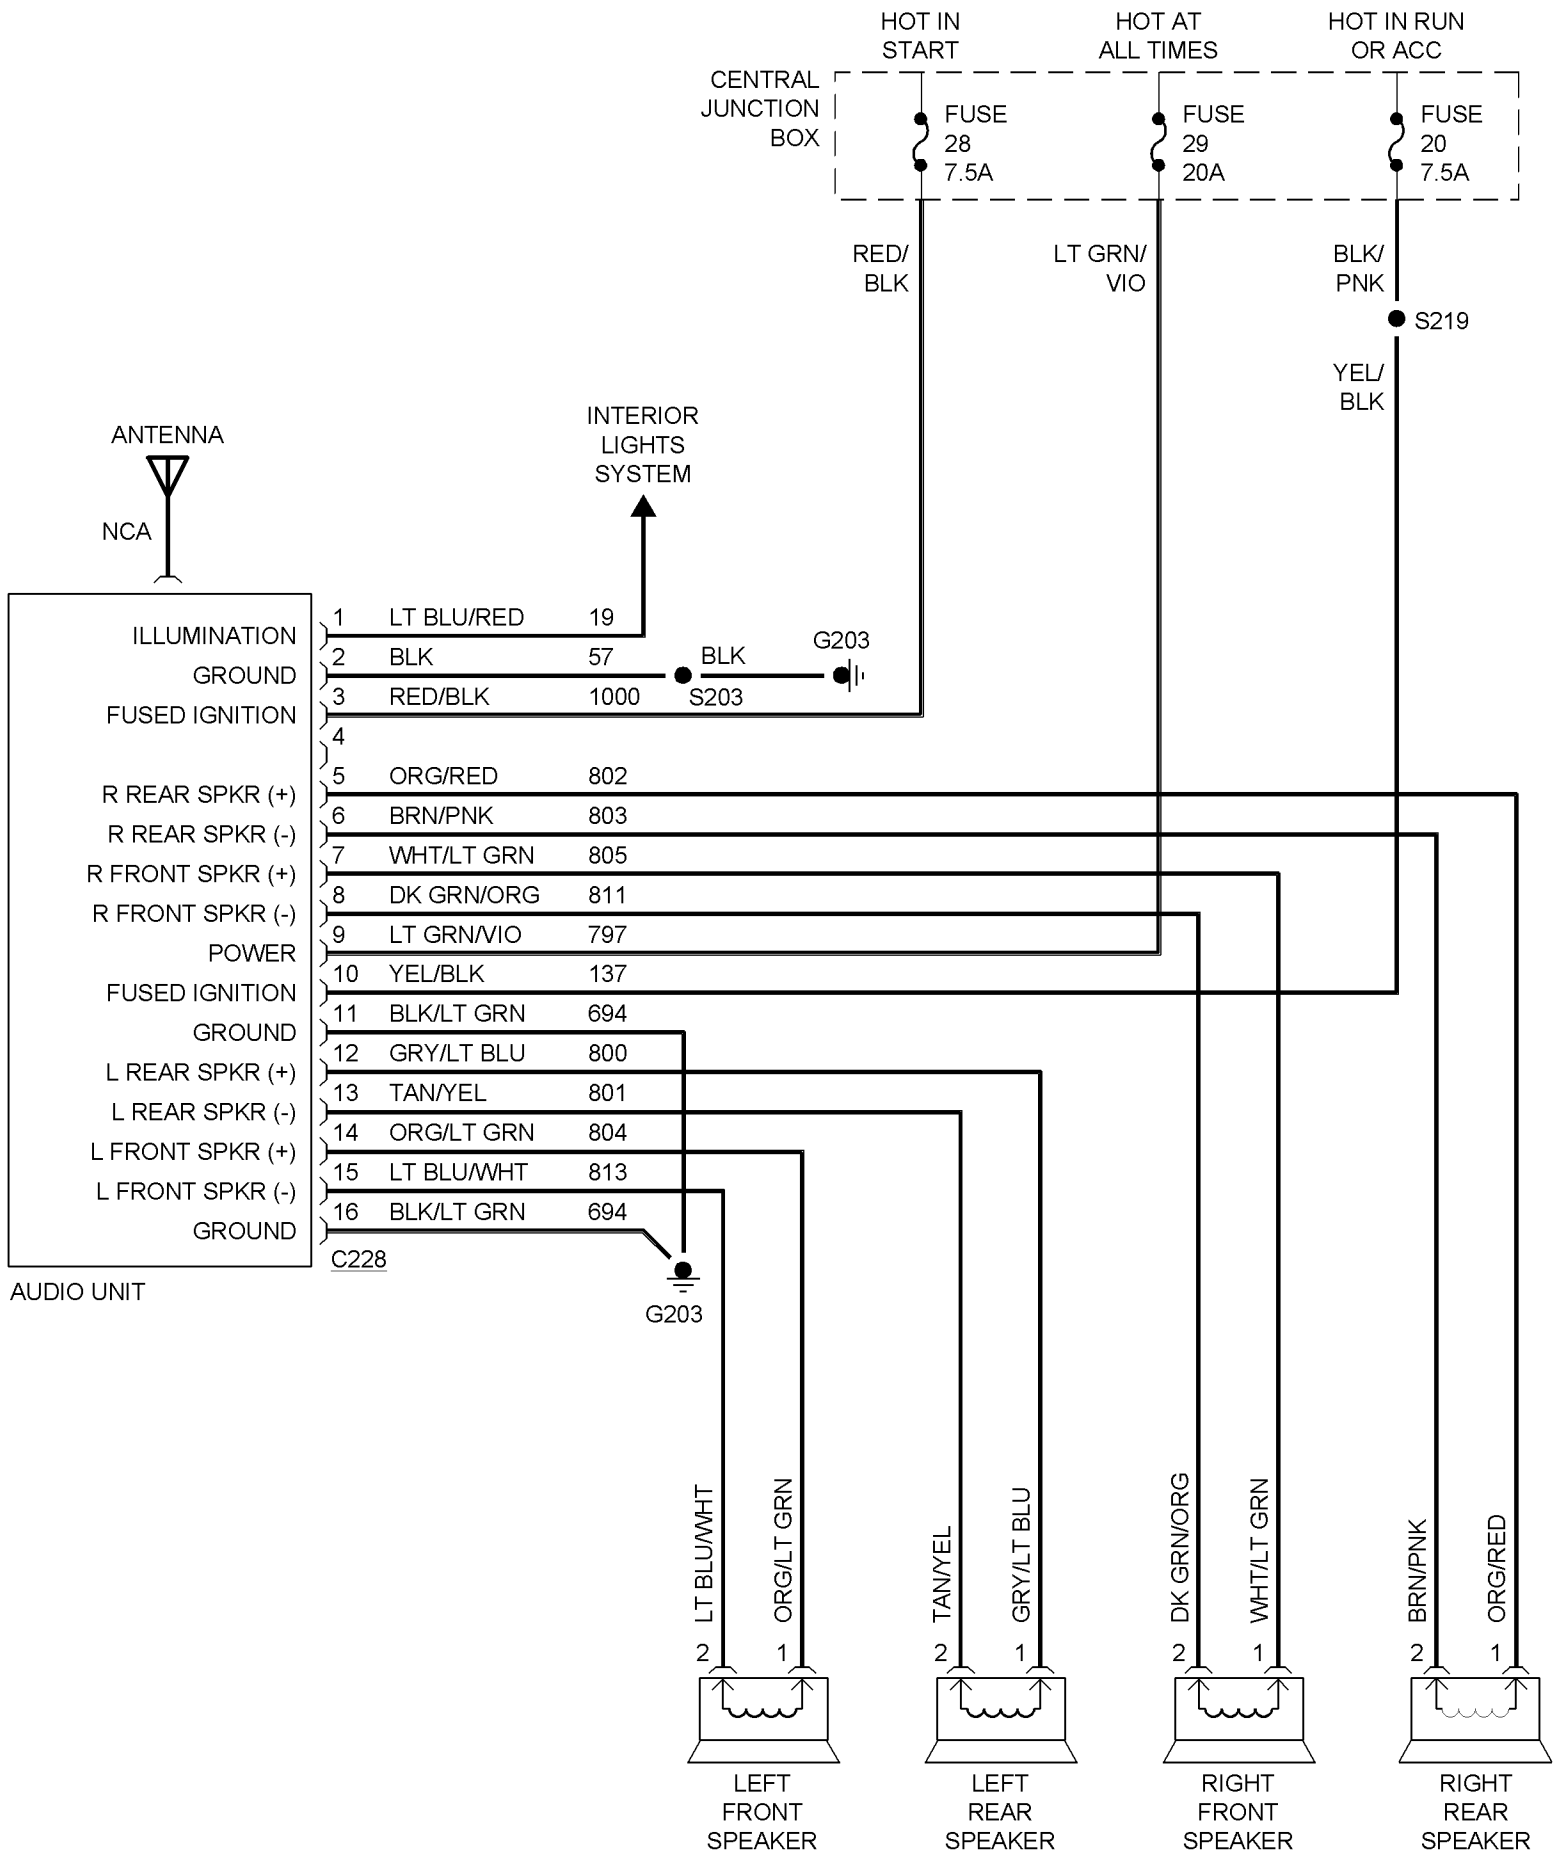 HOT IN
START
HOT AT
ALL TIMES
HOT IN RUN
OR ACC
CENTRAL
JUNCTION
BOX
FUSE
28
7.5A
FUSE
29
20A
FUSE
20
7.5A
RED/
BLK
LT GRN/
VIO
BLK/
PNK
S219
YEL/
BLK
INTERIOR
LIGHTS
SYSTEM
ANTENNA
NCA
ILLUMINATION 1 LT BLU/RED 19
GROUND 2 BLK 57 S203 BLK G203
FUSED IGNITION 3 RED/BLK 1000
4
R REAR SPKR (+) 5 ORG/RED 802
R REAR SPKR (-) 6 BRN/PNK 803
R FRONT SPKR (+) 7 WHT/LT GRN 805
R FRONT SPKR (-) 8 DK GRN/ORG 811
POWER 9 LT GRN/VIO 797
FUSED IGNITION 10 YEL/BLK 137
GROUND 11 BLK/LT GRN 694
L REAR SPKR (+) 12 GRY/LT BLU 800
L REAR SPKR (-) 13 TAN/YEL 801
L FRONT SPKR (+) 14 ORG/LT GRN 804
L FRONT SPKR (-) 15 LT BLU/WHT 813
GROUND 16 BLK/LT GRN 694
C228
AUDIO UNIT
G203
LT BLU/WHT
ORG/LT GRN
TAN/YEL
GRY/LT BLU
DK GRN/ORG
WHT/LT GRN
BRN/PNK
ORG/RED
2 1 2 1 2 1 2 1
LEFT
FRONT
SPEAKER
LEFT
REAR
SPEAKER
RIGHT
FRONT
SPEAKER
RIGHT
REAR
SPEAKER